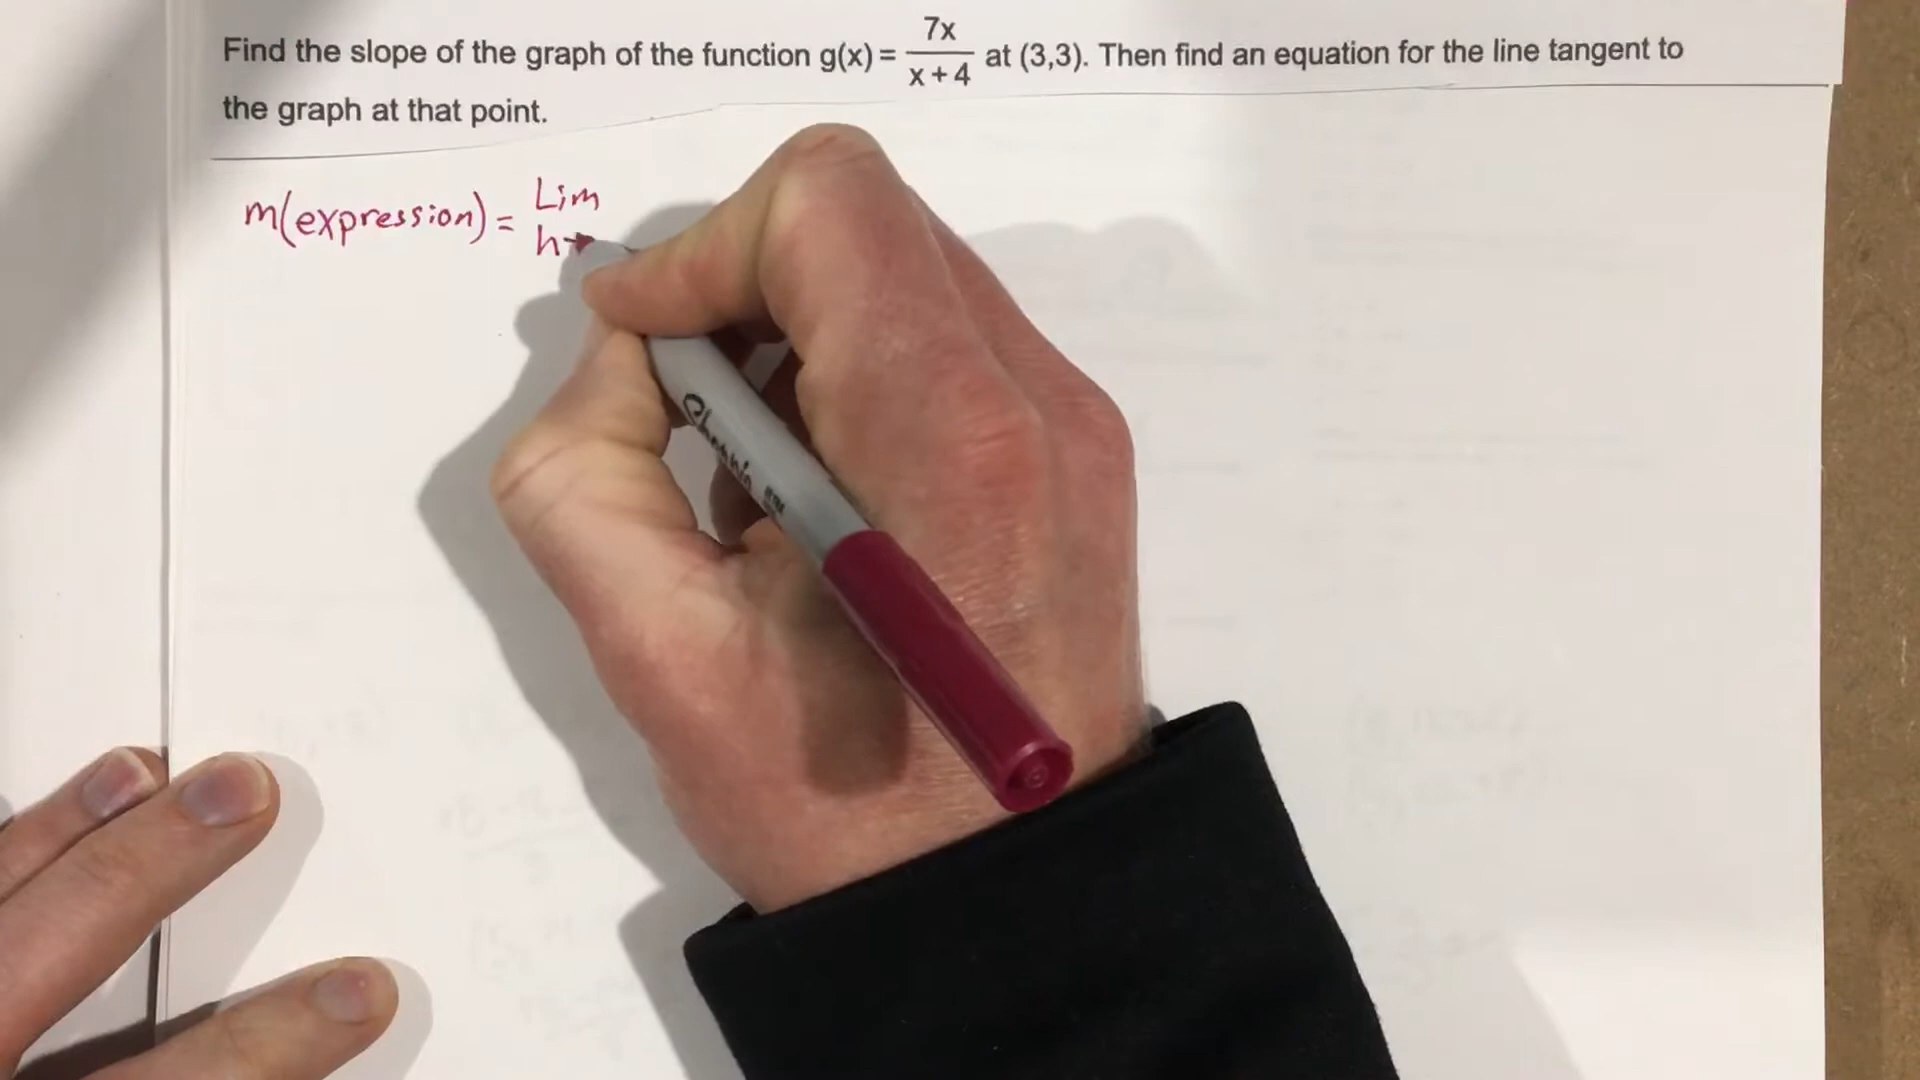 Find the slope of the graph of the function g(x) = 7x / x + 4 at (3,3). Then find an equation for the line tangent to
the graph at that point.
m(expression) = Lim
h→